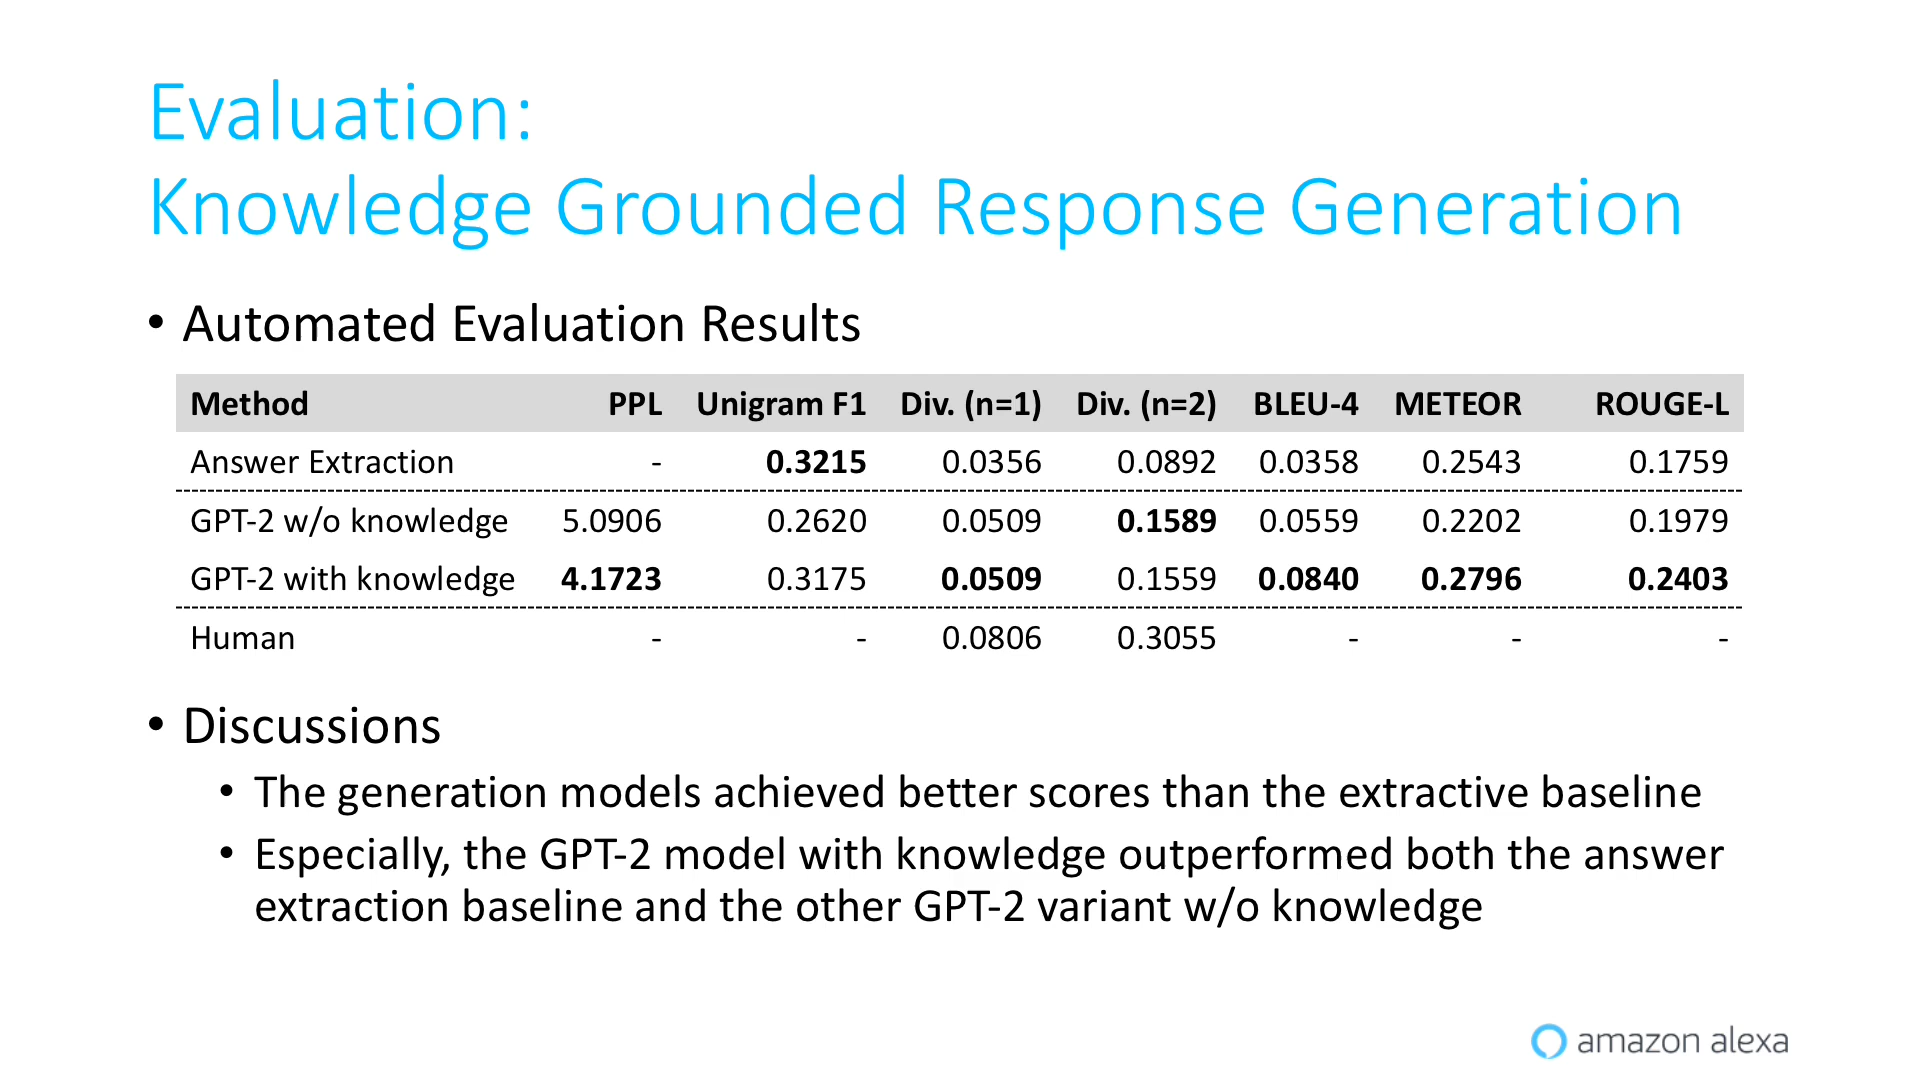 Evaluation:
Knowledge Grounded Response Generation
• Automated Evaluation Results
Method PPL Unigram F1 Div. (n=1) Div. (n=2) BLEU-4 METEOR ROUGE-L
Answer Extraction - 0.3215 0.0356 0.0892 0.0358 0.2543 0.1759
GPT-2 w/o knowledge 5.0906 0.2620 0.0509 0.1589 0.0559 0.2202 0.1979
GPT-2 with knowledge 4.1723 0.3175 0.0509 0.1559 0.0840 0.2796 0.2403
Human - - 0.0806 0.3055 - - -
• Discussions
• The generation models achieved better scores than the extractive baseline
• Especially, the GPT-2 model with knowledge outperformed both the answer
extraction baseline and the other GPT-2 variant w/o knowledge
amazon alexa